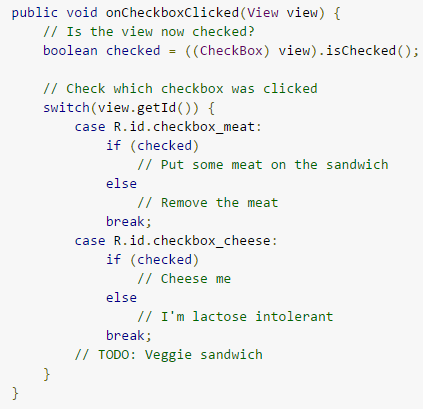 public void onCheckboxClicked(View view) {
    // Is the view now checked?
    boolean checked = ((CheckBox) view).isChecked();

    // Check which checkbox was clicked
    switch(view.getId()) {
        case R.id.checkbox_meat:
            if (checked)
                // Put some meat on the sandwich
            else
                // Remove the meat
            break;
        case R.id.checkbox_cheese:
            if (checked)
                // Cheese me
            else
                // I'm lactose intolerant
            break;
        // TODO: Veggie sandwich
    }
}